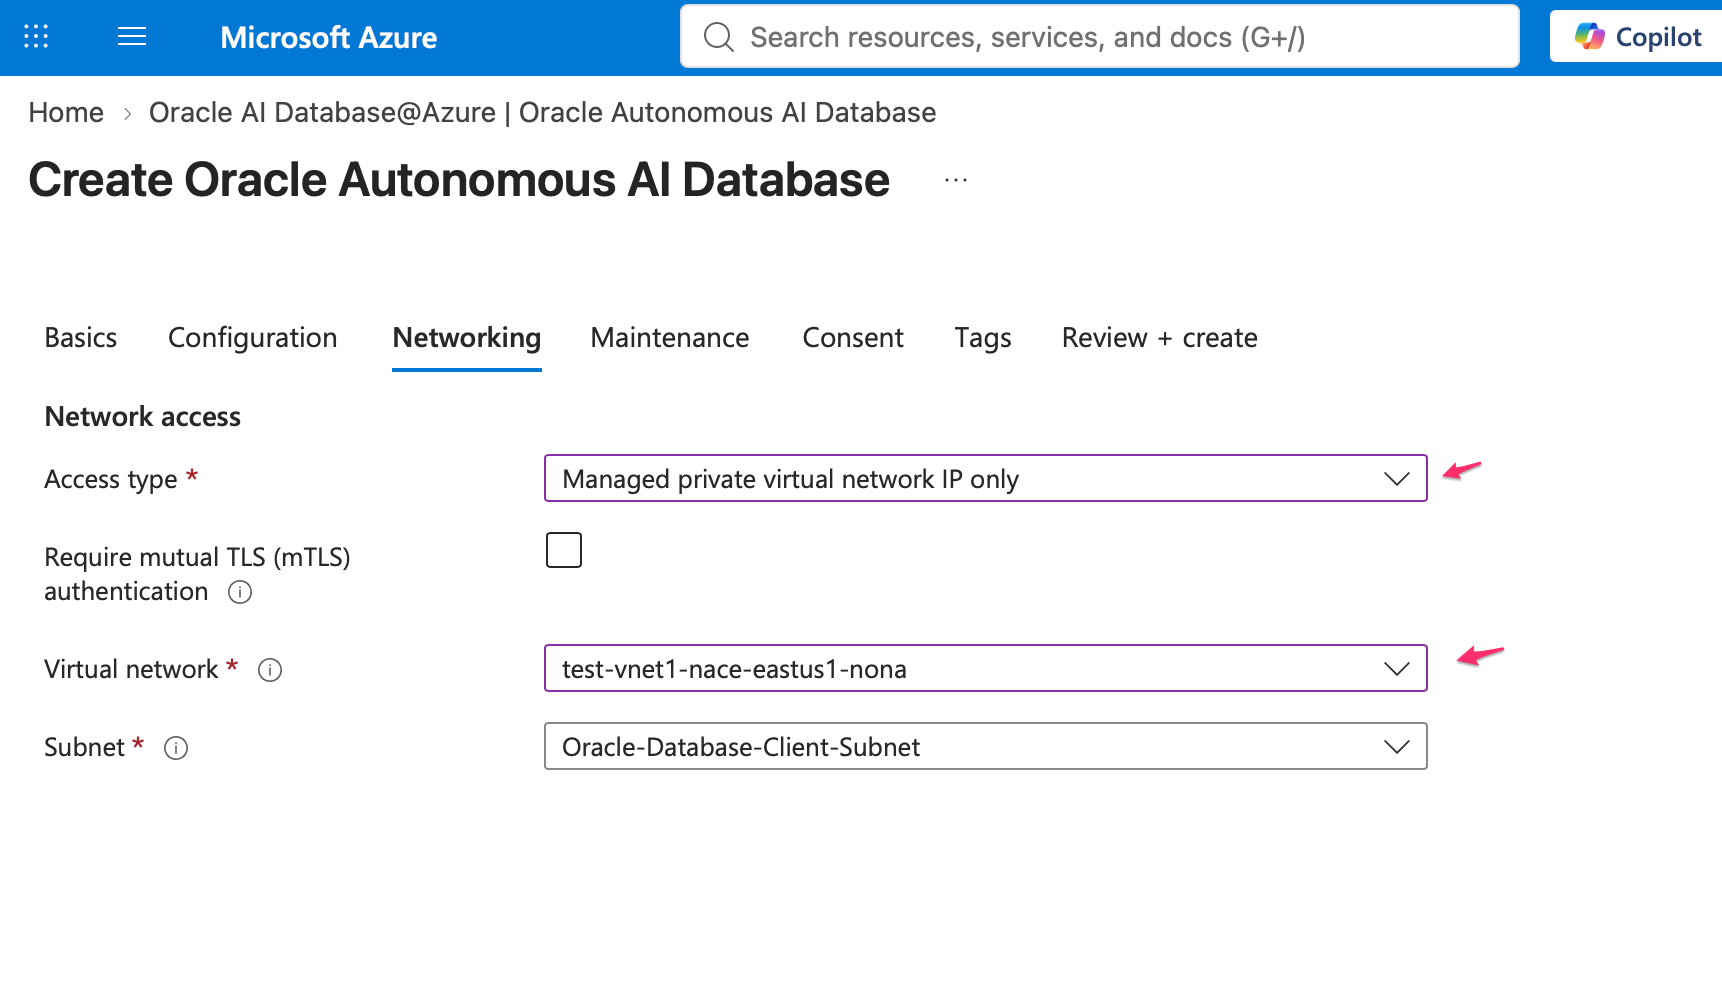 Microsoft Azure
Search resources, services, and docs (G+/)
Copilot
Home > Oracle AI Database@Azure | Oracle Autonomous AI Database
Create Oracle Autonomous AI Database ...
Basics Configuration Networking Maintenance Consent Tags Review + create
Network access
Access type * Managed private virtual network IP only
Require mutual TLS (mTLS)
authentication
Virtual network * test-vnet1-nace-eastus1-nona
Subnet * Oracle-Database-Client-Subnet